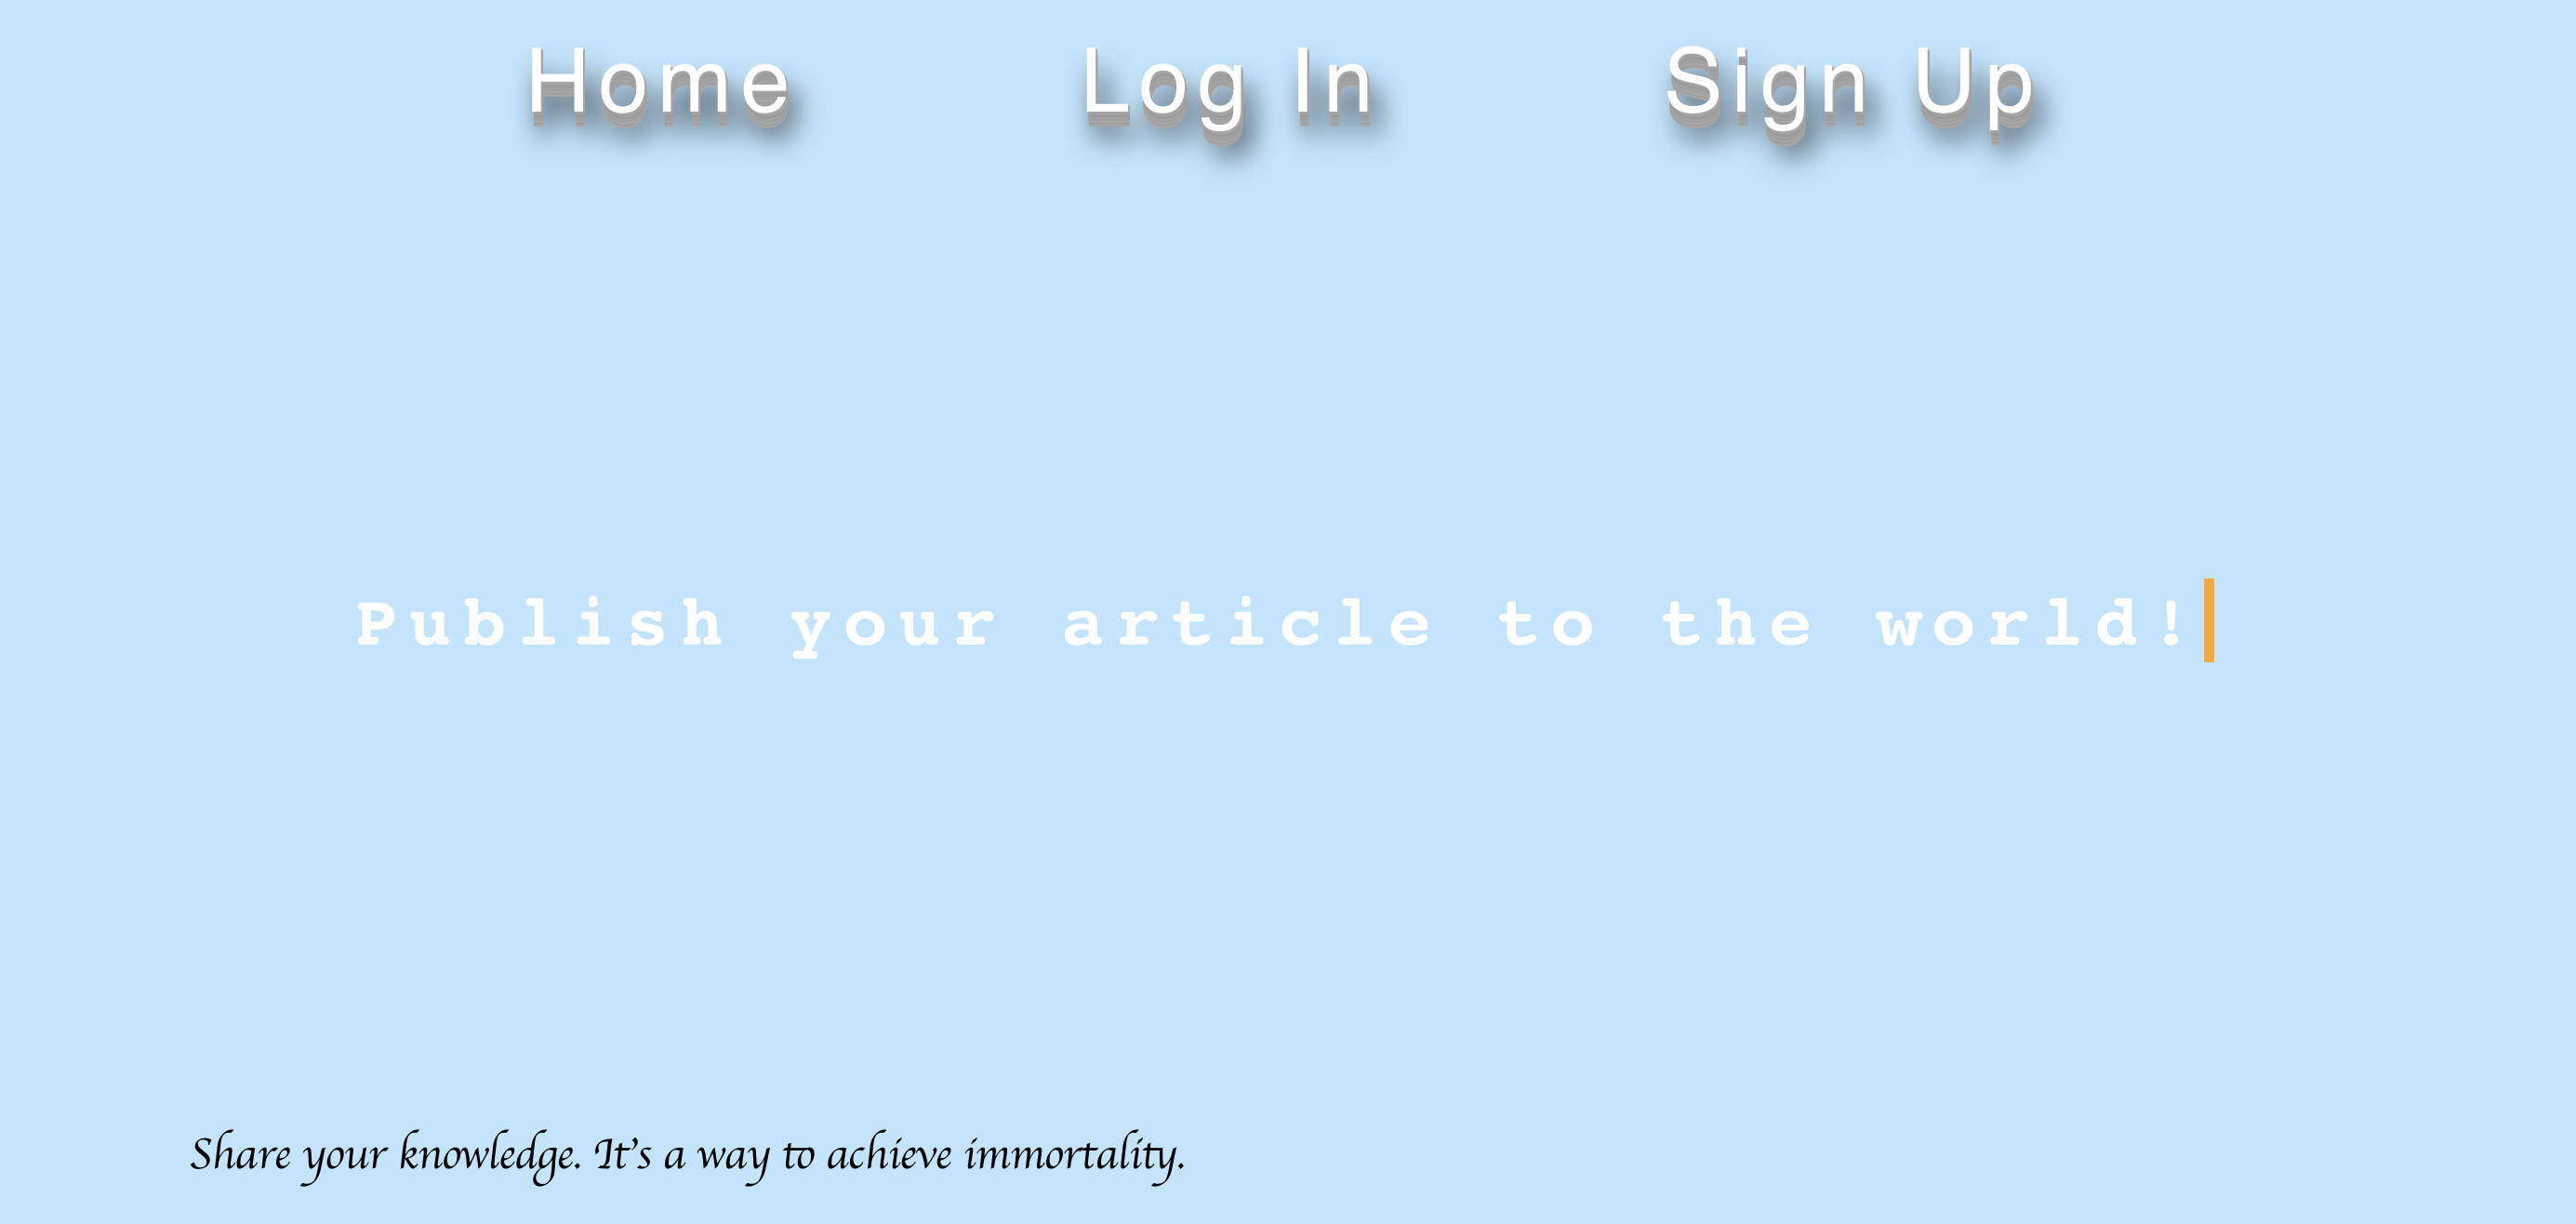 Home Log In Sign Up
Publish your article to the world!
Share your knowledge. It's a way to achieve immortality.